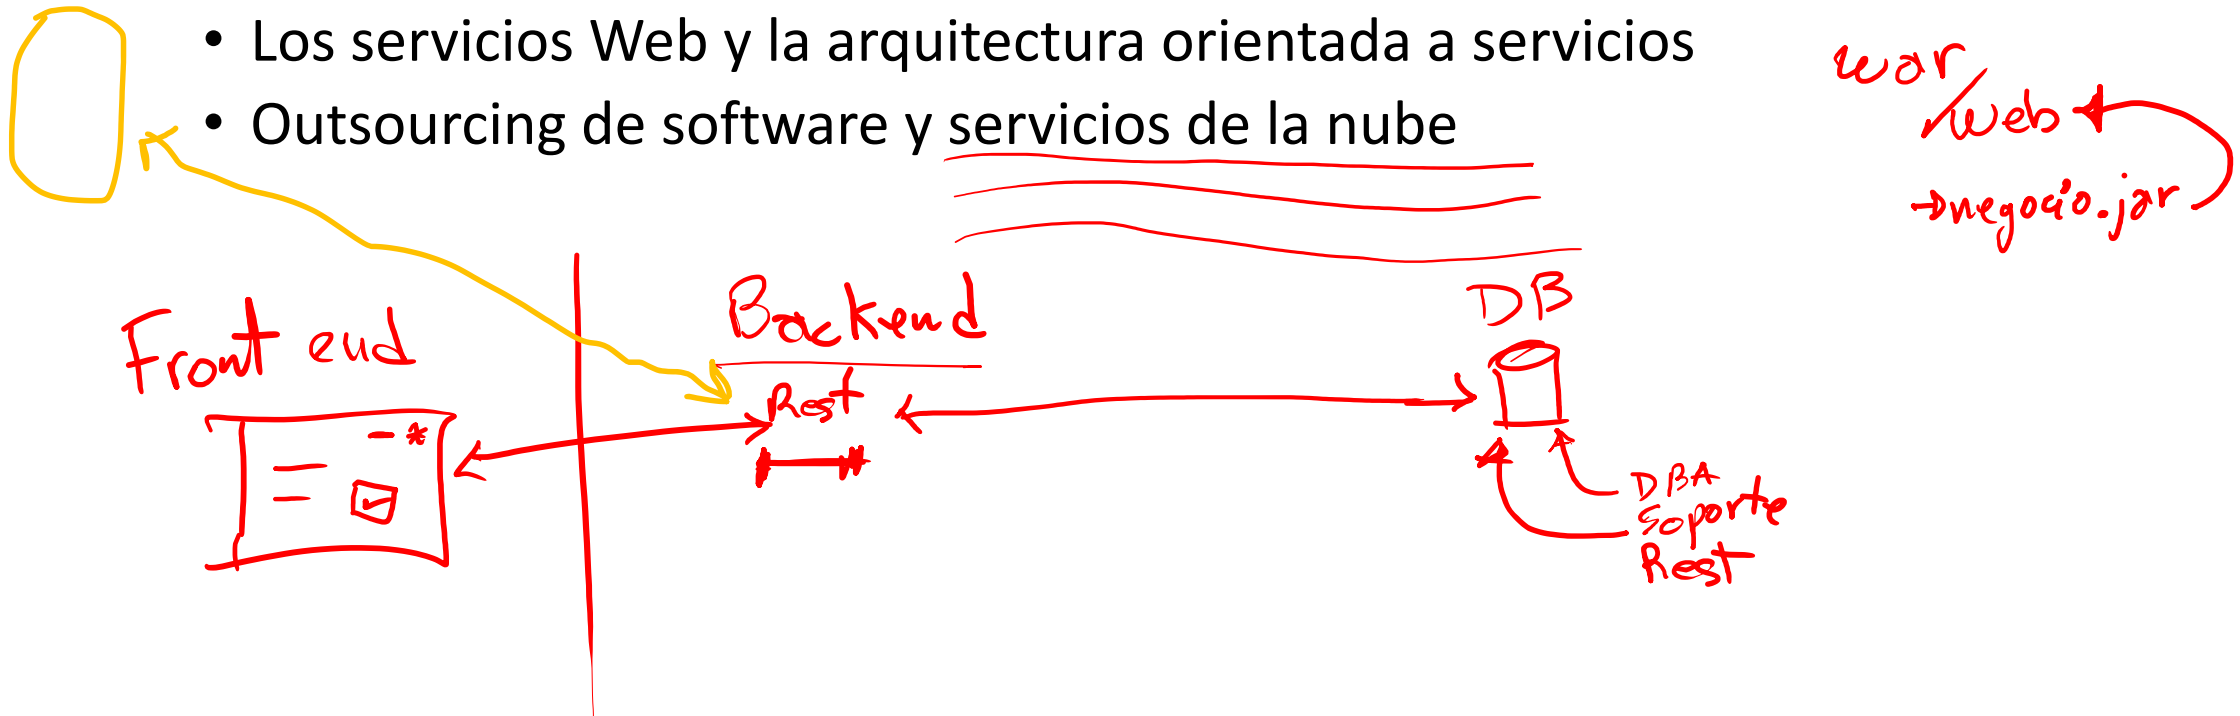 • Los servicios Web y la arquitectura orientada a servicios
• Outsourcing de software y servicios de la nube
war
/web
→negocio.jar
Front end
Backend
DB
Rest
DBA
Soporte
Rest